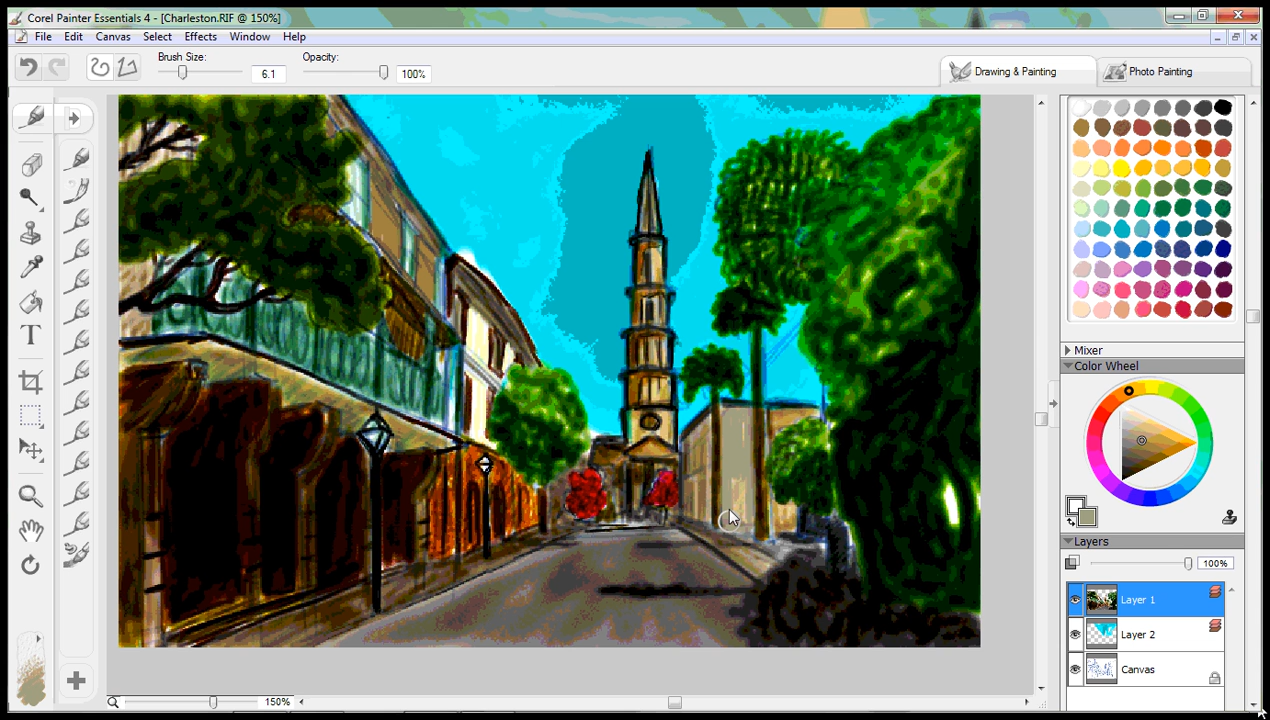 Corel Painter Essentials 4 - [Charleston.RIF @ 150%]
File Edit Canvas Select Effects Window Help
Brush Size: 6.1 Opacity: 100%
Drawing & Painting Photo Painting
T
Mixer
Color Wheel
Layers
100%
Layer 1
Layer 2
Canvas
150%